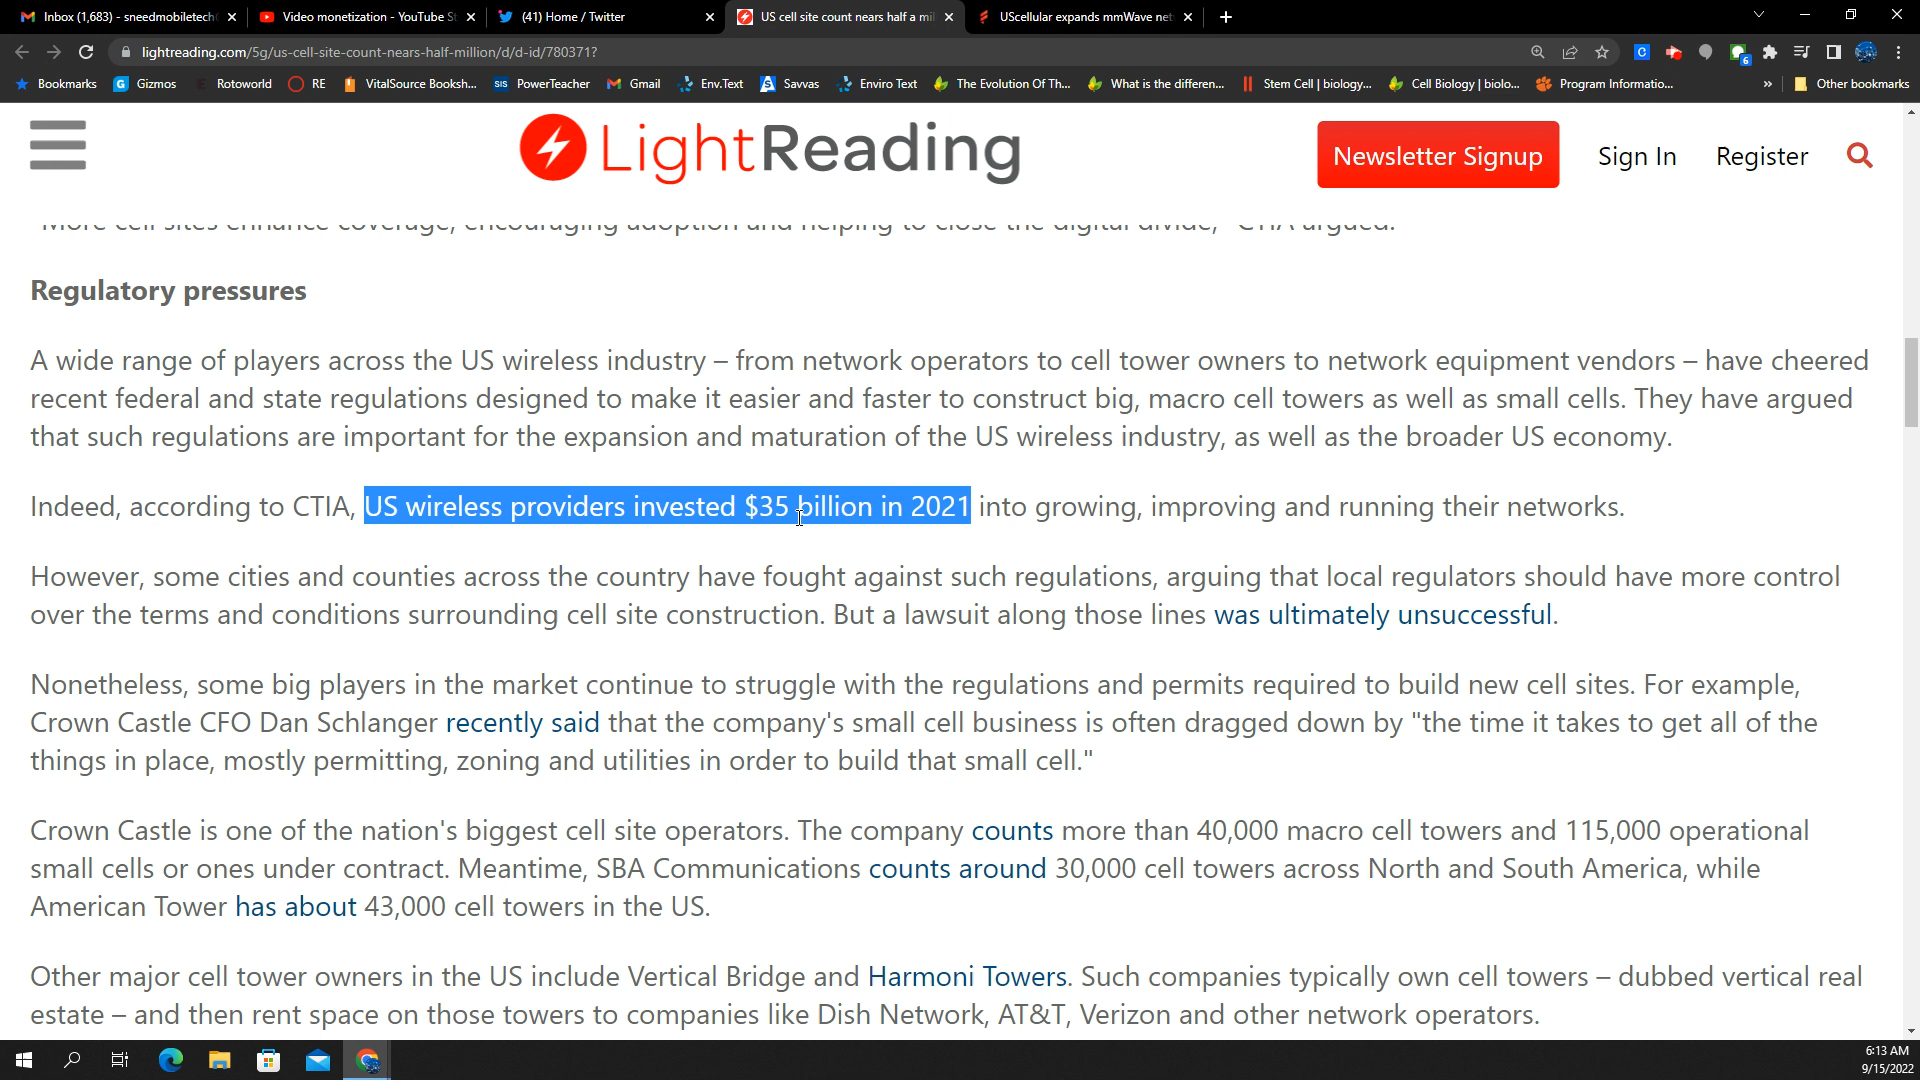 Inbox (1,683) - sneedmobiletech
Video monetization - YouTube S
(41) Home / Twitter
US cell site count nears half a mi
UScellular expands mmWave net
lightreading.com/5g/us-cell-site-count-nears-half-million/d/d-id/780371?
6
Bookmarks
Gizmos
Rotoworld
RE
VitalSource Booksh...
SIS PowerTeacher
Gmail
Env.Text
Savvas
Enviro Text
The Evolution Of Th...
What is the differen...
Stem Cell | biology...
Cell Biology | biolo...
Program Informatio...
»
Other bookmarks
LightReading
Newsletter Signup
Sign In
Register
"More cell sites enhance coverage, encouraging adoption and helping to close the digital divide," CTIA argued.
Regulatory pressures
A wide range of players across the US wireless industry – from network operators to cell tower owners to network equipment vendors – have cheered
recent federal and state regulations designed to make it easier and faster to construct big, macro cell towers as well as small cells. They have argued
that such regulations are important for the expansion and maturation of the US wireless industry, as well as the broader US economy.
Indeed, according to CTIA, US wireless providers invested $35 billion in 2021 into growing, improving and running their networks.
However, some cities and counties across the country have fought against such regulations, arguing that local regulators should have more control
over the terms and conditions surrounding cell site construction. But a lawsuit along those lines was ultimately unsuccessful.
Nonetheless, some big players in the market continue to struggle with the regulations and permits required to build new cell sites. For example,
Crown Castle CFO Dan Schlanger recently said that the company's small cell business is often dragged down by "the time it takes to get all of the
things in place, mostly permitting, zoning and utilities in order to build that small cell."
Crown Castle is one of the nation's biggest cell site operators. The company counts more than 40,000 macro cell towers and 115,000 operational
small cells or ones under contract. Meantime, SBA Communications counts around 30,000 cell towers across North and South America, while
American Tower has about 43,000 cell towers in the US.
Other major cell tower owners in the US include Vertical Bridge and Harmoni Towers. Such companies typically own cell towers – dubbed vertical real
estate – and then rent space on those towers to companies like Dish Network, AT&T, Verizon and other network operators.
6:13 AM
9/15/2022